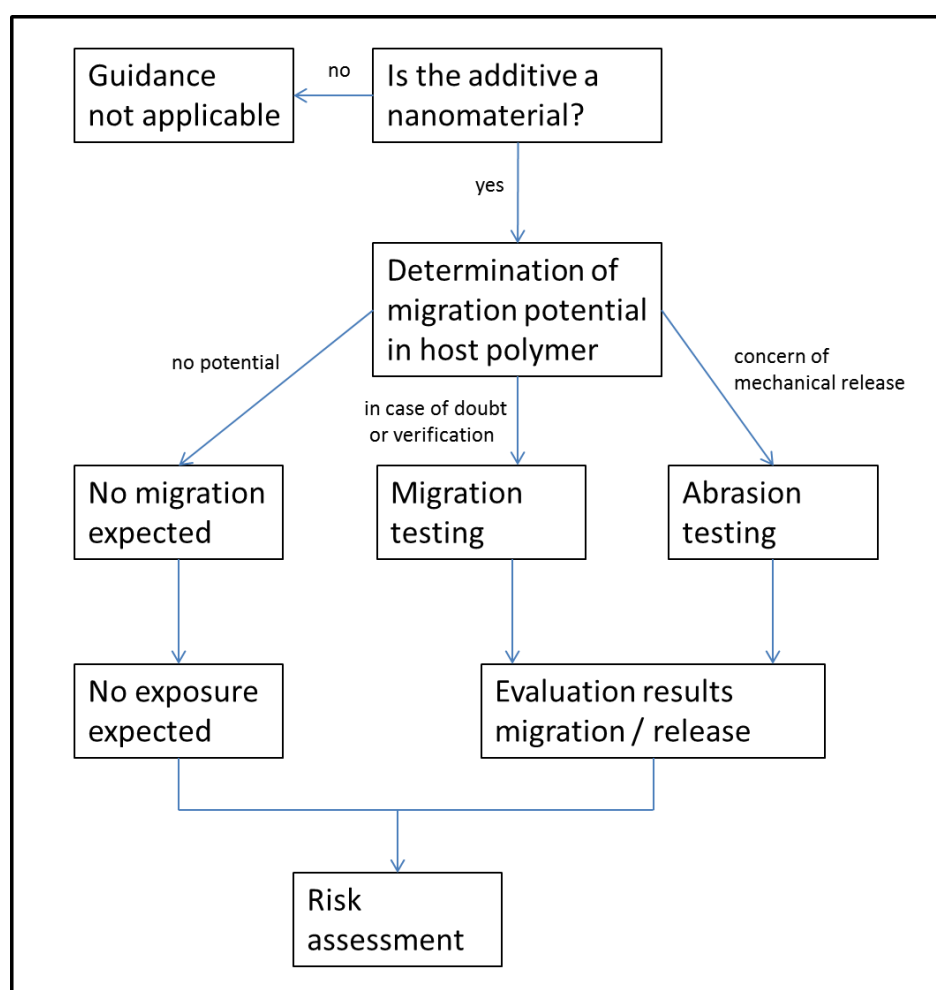 Guidance
not applicable
no
Is the additive a
nanomaterial?
yes
Determination of
migration potential
in host polymer
no potential
in case of doubt
or verification
concern of
mechanical release
No migration
expected
Migration
testing
Abrasion
testing
No exposure
expected
Evaluation results
migration / release
Risk
assessment